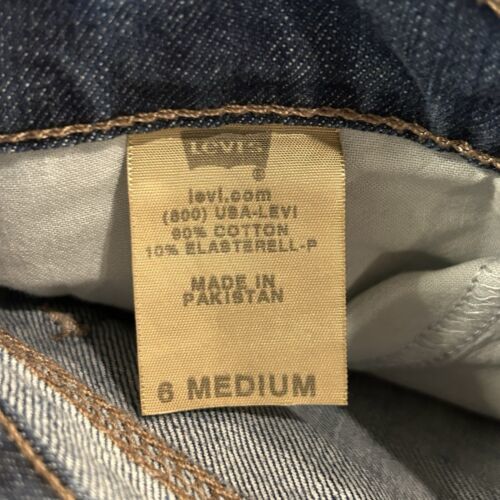 LEVI'S
®
levi.com
(800) USA-LEVI
90% COTTON
10% ELASTERELL-P
MADE IN
PAKISTAN
6 MEDIUM